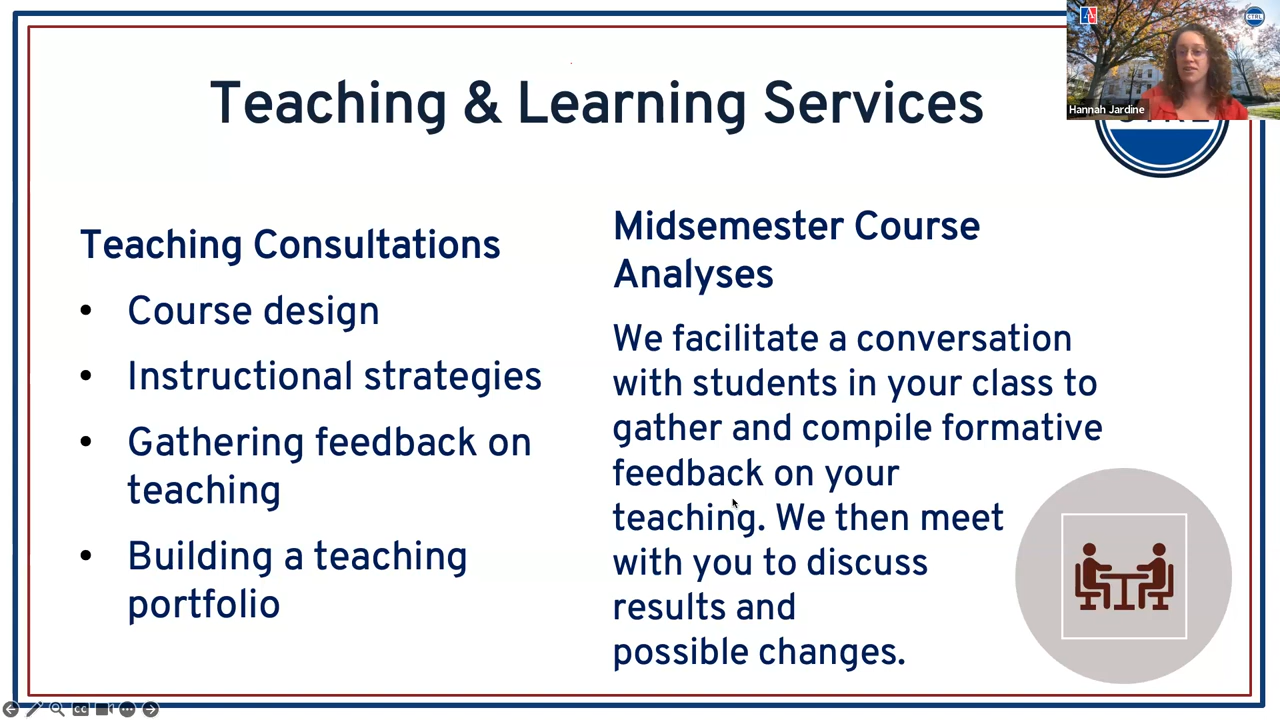 Teaching & Learning Services
CTRL
Hannah Jardine
Teaching Consultations
• Course design
• Instructional strategies
• Gathering feedback on
teaching
• Building a teaching
portfolio
Midsemester Course
Analyses
We facilitate a conversation
with students in your class to
gather and compile formative
feedback on your
teaching. We then meet
with you to discuss
results and
possible changes.
CC